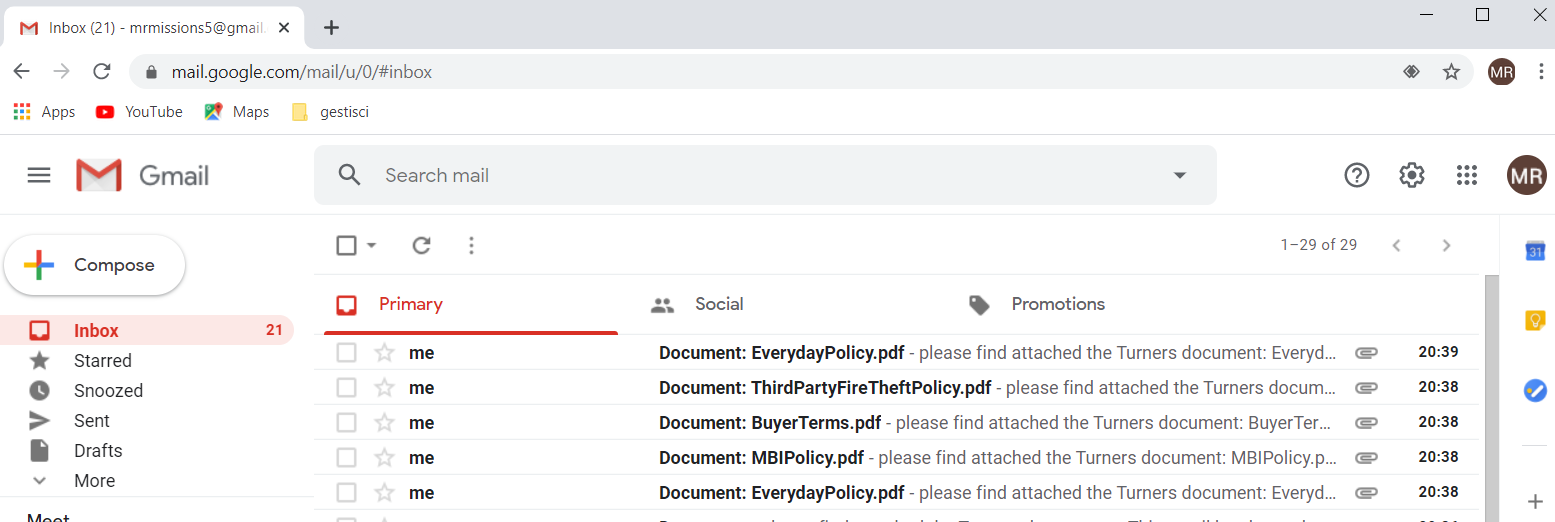 Inbox (21) - mrmissions5@gmail.
mail.google.com/mail/u/0/#inbox
MR
Apps YouTube Maps gestisci
Gmail
Search mail
MR
Compose
1–29 of 29
31
Primary Social Promotions
Inbox 21
Starred
Snoozed
Sent
Drafts
More
Meet
me Document: EverydayPolicy.pdf - please find attached the Turners document: Everyd… 20:39
me Document: ThirdPartyFireTheftPolicy.pdf - please find attached the Turners docum… 20:38
me Document: BuyerTerms.pdf - please find attached the Turners document: BuyerTer… 20:38
me Document: MBIPolicy.pdf - please find attached the Turners document: MBIPolicy.p… 20:38
me Document: EverydayPolicy.pdf - please find attached the Turners document: Everyd… 20:38